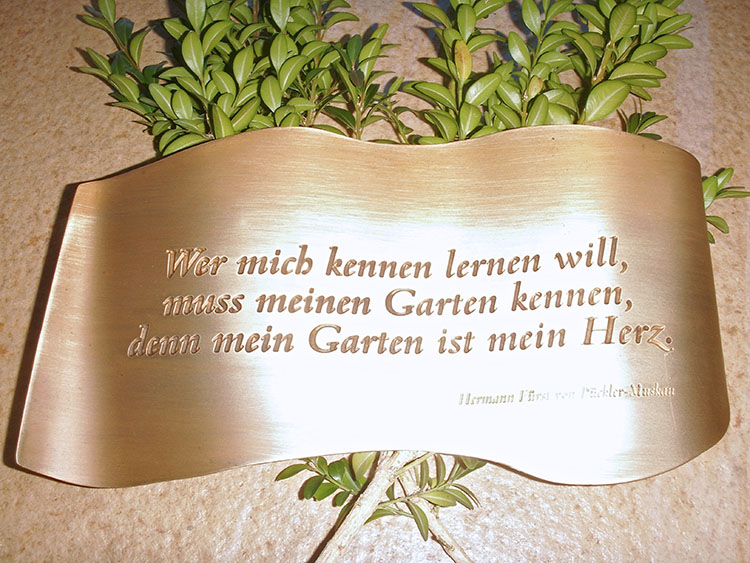 Wer mich kennen lernen will,
muss meinen Garten kennen,
denn mein Garten ist mein Herz.
Hermann Fürst von Pückler-Muskau